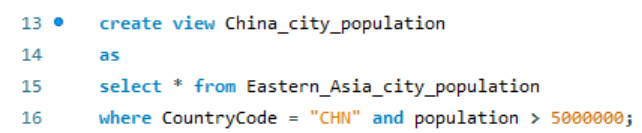 13 create view China_city_population
14 as
15 select * from Eastern_Asia_city_population
16 where CountryCode = "CHN" and population > 5000000;